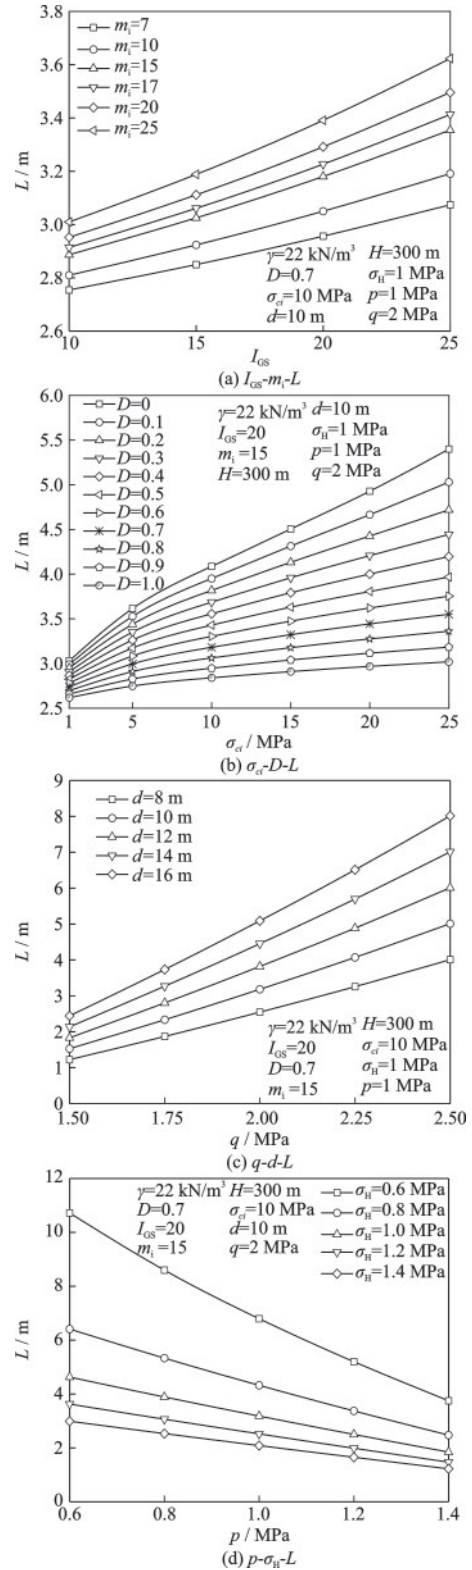 3.8
3.6
3.4
3.2
3.0
2.8
2.6
L / m
mᵢ=7
mᵢ=10
mᵢ=15
mᵢ=17
mᵢ=20
mᵢ=25
γ=22 kN/m³ H=300 m
D=0.7 σ_H=1 MPa
σ_ci=10 MPa p=1 MPa
d=10 m q=2 MPa
10 15 20 25
I_GS
(a) I_GS-mᵢ-L
6.0
5.5
5.0
4.5
4.0
3.5
3.0
2.5
L / m
D=0
D=0.1
D=0.2
D=0.3
D=0.4
D=0.5
D=0.6
D=0.7
D=0.8
D=0.9
D=1.0
γ=22 kN/m³ d=10 m
I_GS=20 σ_H=1 MPa
mᵢ=15 p=1 MPa
H=300 m q=2 MPa
1 5 10 15 20 25
σ_ci / MPa
(b) σ_ci-D-L
9
8
7
6
5
4
3
2
1
0
L / m
d=8 m
d=10 m
d=12 m
d=14 m
d=16 m
γ=22 kN/m³ H=300 m
I_GS=20 σ_ci=10 MPa
D=0.7 σ_H=1 MPa
mᵢ=15 p=1 MPa
1.50 1.75 2.00 2.25 2.50
q / MPa
(c) q-d-L
12
10
8
6
4
2
0
L / m
γ=22 kN/m³ H=300 m
D=0.7 σ_ci=10 MPa
I_GS=20 d=10 m
mᵢ=15 q=2 MPa
σ_H=0.6 MPa
σ_H=0.8 MPa
σ_H=1.0 MPa
σ_H=1.2 MPa
σ_H=1.4 MPa
0.6 0.8 1.0 1.2 1.4
p / MPa
(d) p-σ_H-L